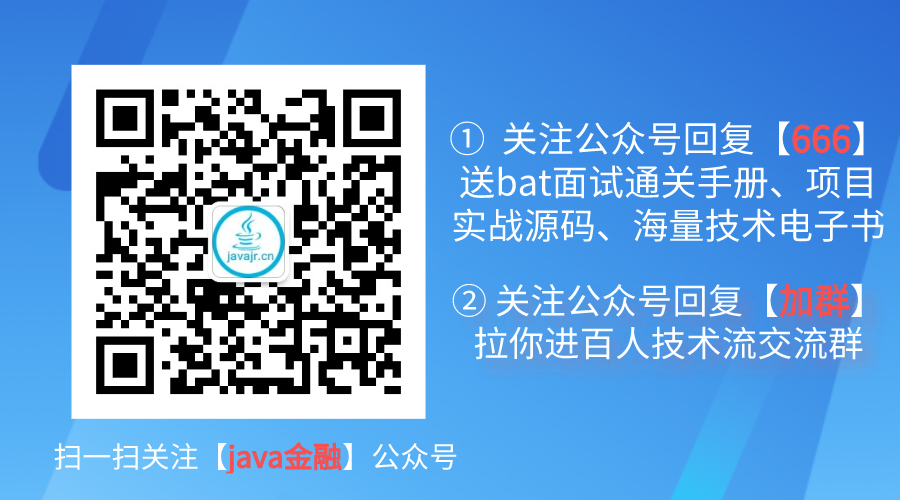 ① 关注公众号回复【666】
送bat面试通关手册、项目
实战源码、海量技术电子书
② 关注公众号回复【加群】
拉你进百人技术流交流群
javajr.cn
扫一扫关注【java金融】公众号